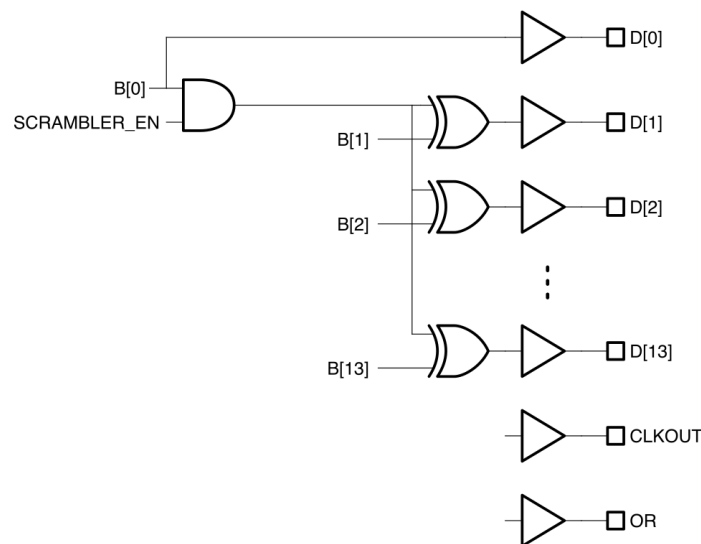 D[0]
B[0]
SCRAMBLER_EN
D[1]
B[1]
D[2]
B[2]
D[13]
B[13]
CLKOUT
OR